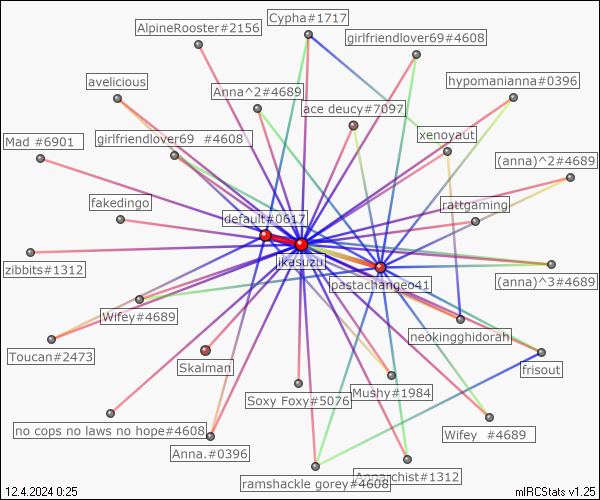 Cypha#1717
AlpineRooster#2156
girlfriendlover69#4608
avelicious
Anna^2#4689
hypomanianna#0396
ace deucy#7097
Mad #6901
girlfriendlover69 #4608
xenoyaut
(anna)^2#4689
fakedingo
default#0617
rattgaming
zibbits#1312
jkasuzu
pastachangeo41
(anna)^3#4689
Wifey#4689
neokingghidorah
Toucan#2473
Skalman
frisout
Soxy Foxy#5076
Mushy#1984
no cops no laws no hope#4608
Wifey #4689
Anna.#0396
Annarchist#1312
ramshackle gorey#4608
12.4.2024 0:25
mIRCStats v1.25